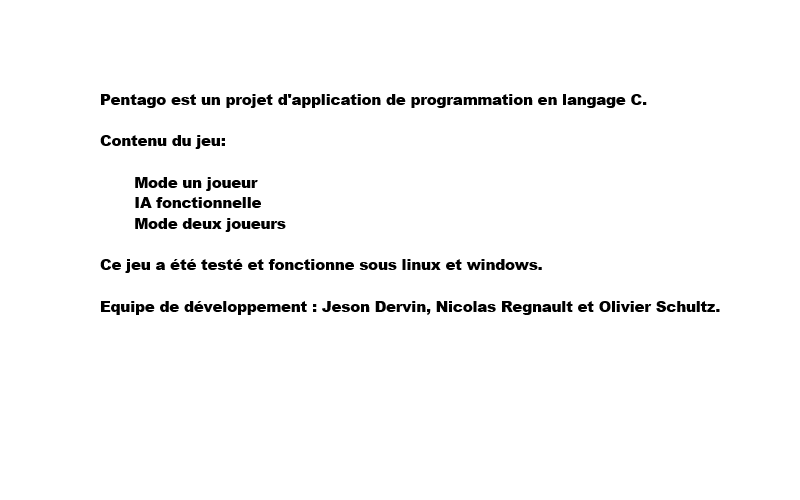 Pentago est un projet d'application de programmation en langage C.
Contenu du jeu:
Mode un joueur
IA fonctionnelle
Mode deux joueurs
Ce jeu a été testé et fonctionne sous linux et windows.
Equipe de développement : Jeson Dervin, Nicolas Regnault et Olivier Schultz.